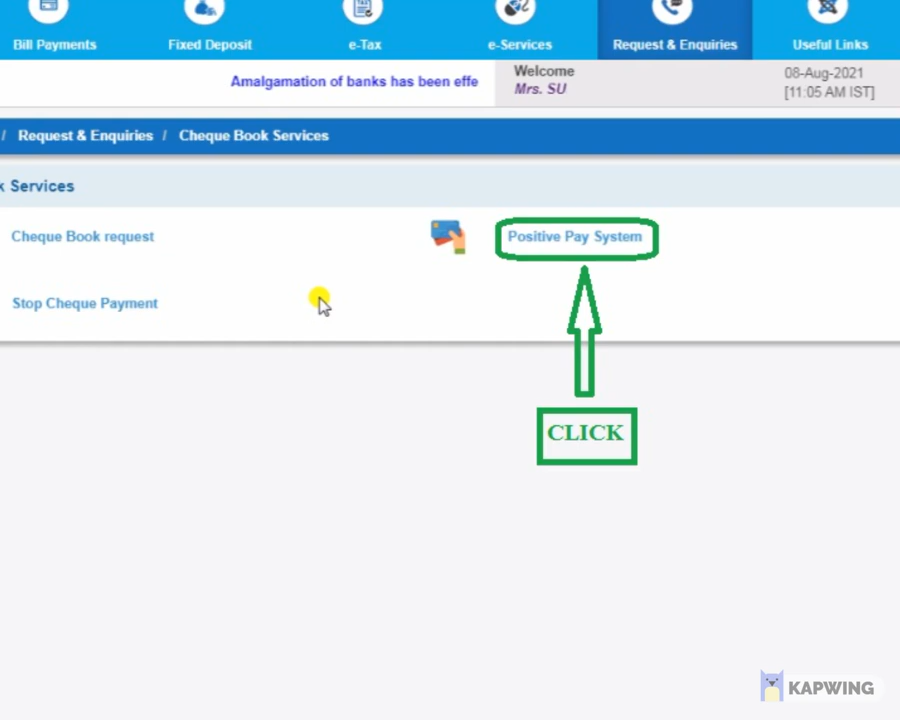 Bill Payments
Fixed Deposit
e-Tax
e-Services
Request & Enquiries
Useful Links
Amalgamation of banks has been effe
Welcome
Mrs. SU
08-Aug-2021
[11:05 AM IST]
/ Request & Enquiries / Cheque Book Services
k Services
Cheque Book request
Positive Pay System
Stop Cheque Payment
CLICK
KAPWING